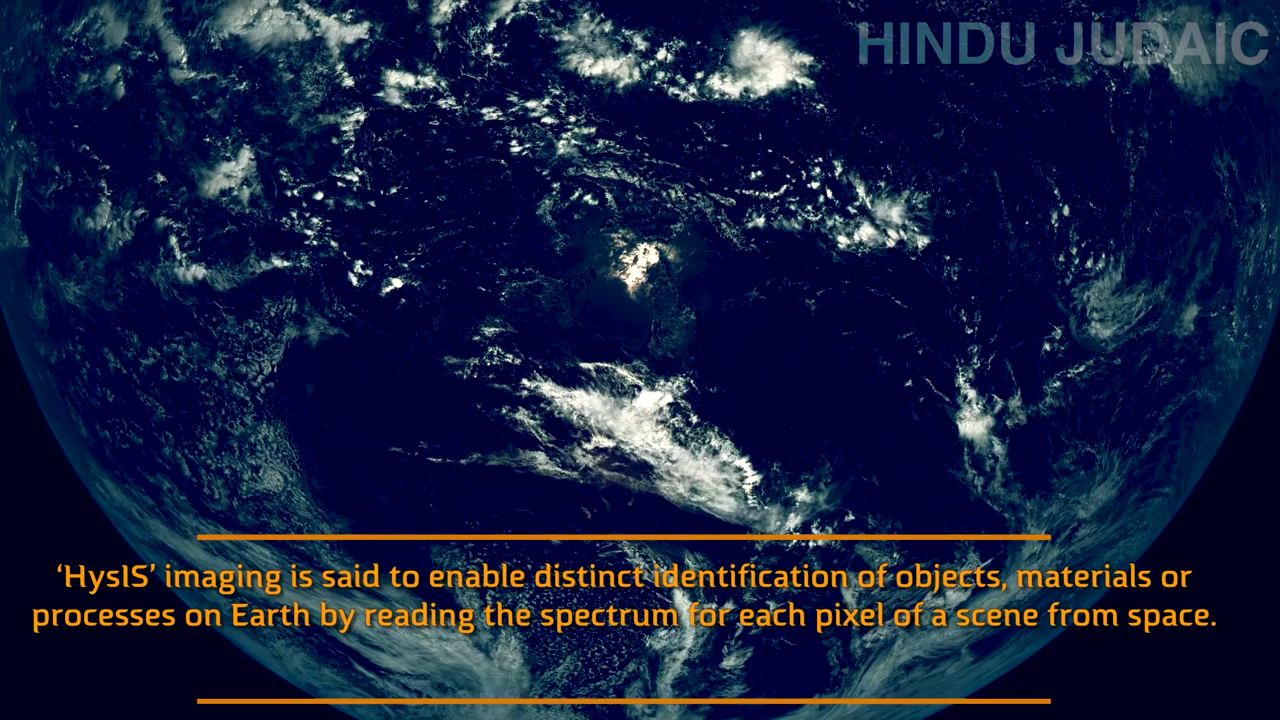 HINDU JUDAIC
‘HysIS’ imaging is said to enable distinct identification of objects, materials or
processes on Earth by reading the spectrum for each pixel of a scene from space.